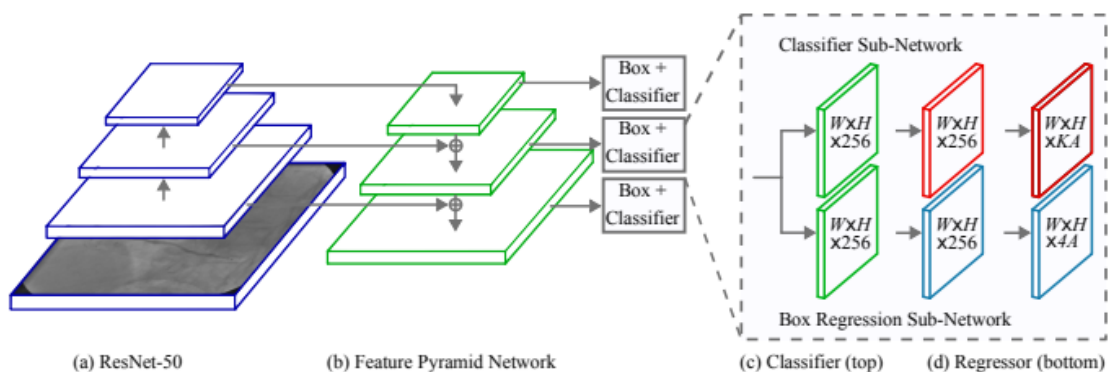 Classifier Sub-Network
Box +
Classifier
Box +
Classifier
Box +
Classifier
W×H
×256
W×H
×256
W×H
×KA
W×H
×256
W×H
×256
W×H
×4A
Box Regression Sub-Network
(a) ResNet-50
(b) Feature Pyramid Network
(c) Classifier (top)
(d) Regressor (bottom)